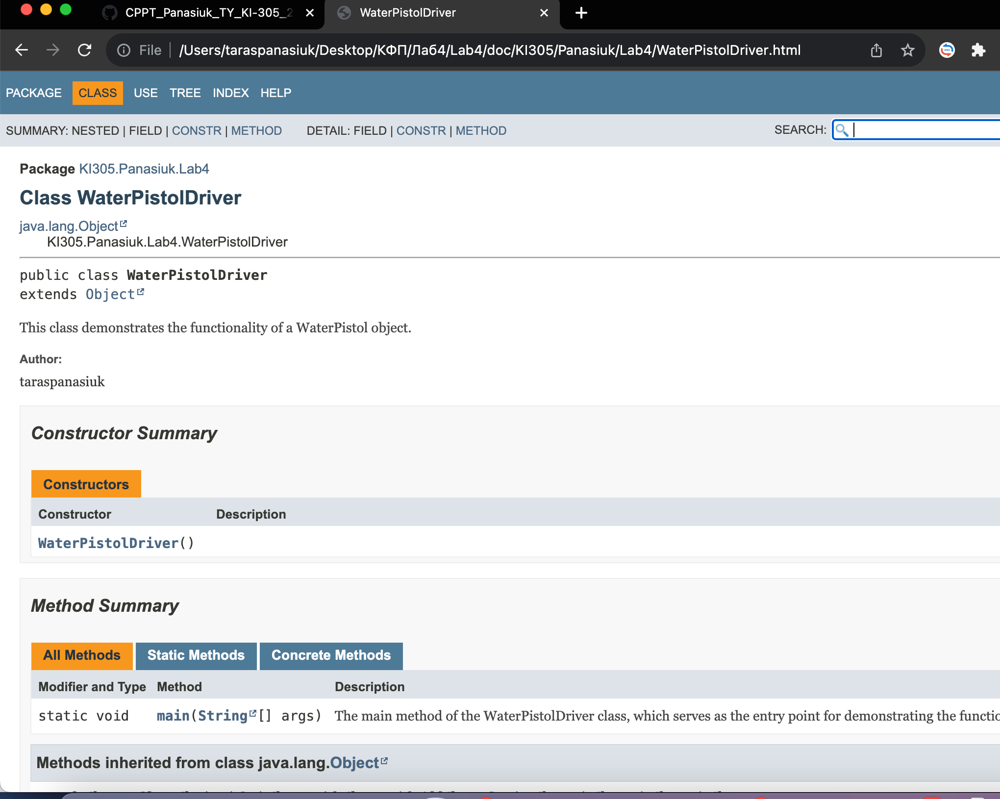 CPPT_Panasiuk_TY_KI-305_2
WaterPistolDriver
File
/Users/taraspanasiuk/Desktop/КФП/Лаб4/Lab4/doc/KI305/Panasiuk/Lab4/WaterPistolDriver.html
PACKAGE CLASS USE TREE INDEX HELP
SUMMARY: NESTED | FIELD | CONSTR | METHOD DETAIL: FIELD | CONSTR | METHOD SEARCH:
Package KI305.Panasiuk.Lab4
Class WaterPistolDriver
java.lang.Object
KI305.Panasiuk.Lab4.WaterPistolDriver
public class WaterPistolDriver
extends Object
This class demonstrates the functionality of a WaterPistol object.
Author:
taraspanasiuk
Constructor Summary
Constructors
Constructor Description
WaterPistolDriver()
Method Summary
All Methods Static Methods Concrete Methods
Modifier and Type Method Description
static void main(String[] args) The main method of the WaterPistolDriver class, which serves as the entry point for demonstrating the functio
Methods inherited from class java.lang.Object